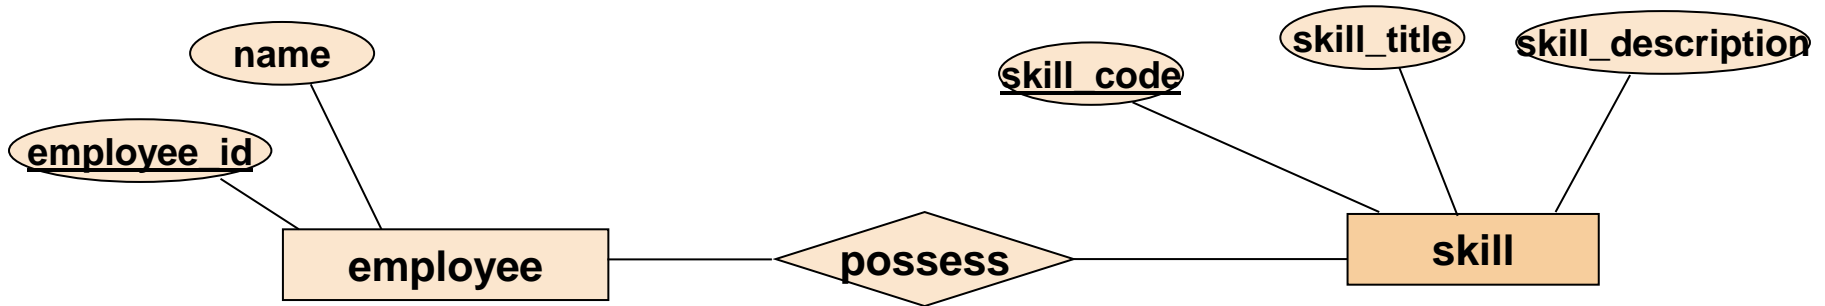 name
employee_id
skill_code
skill_title
skill_description
employee
possess
skill